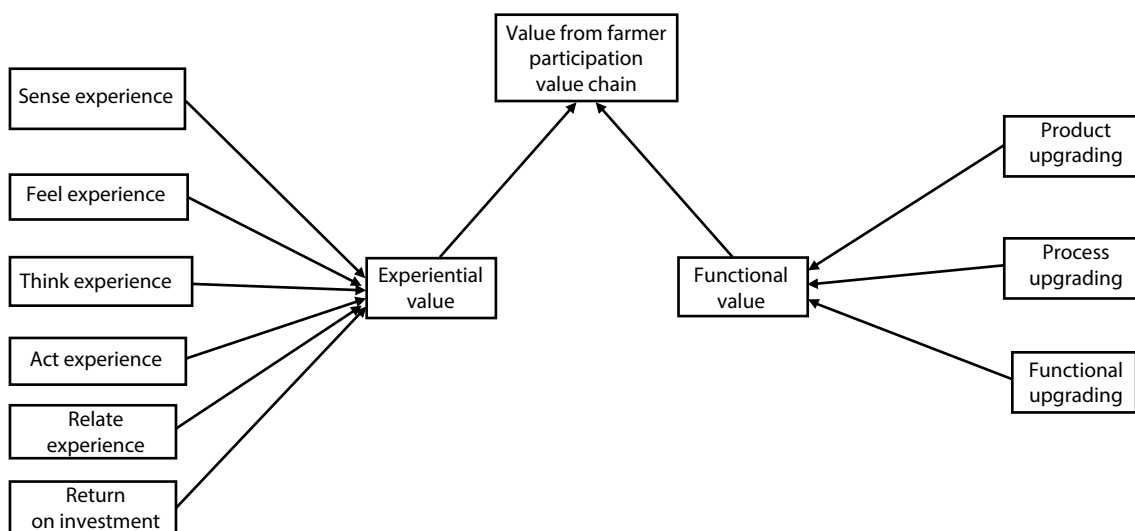 Value from farmer
participation
value chain
Sense experience
Feel experience
Think experience
Act experience
Relate
experience
Return
on investment
Experiential
value
Functional
value
Product
upgrading
Process
upgrading
Functional
upgrading